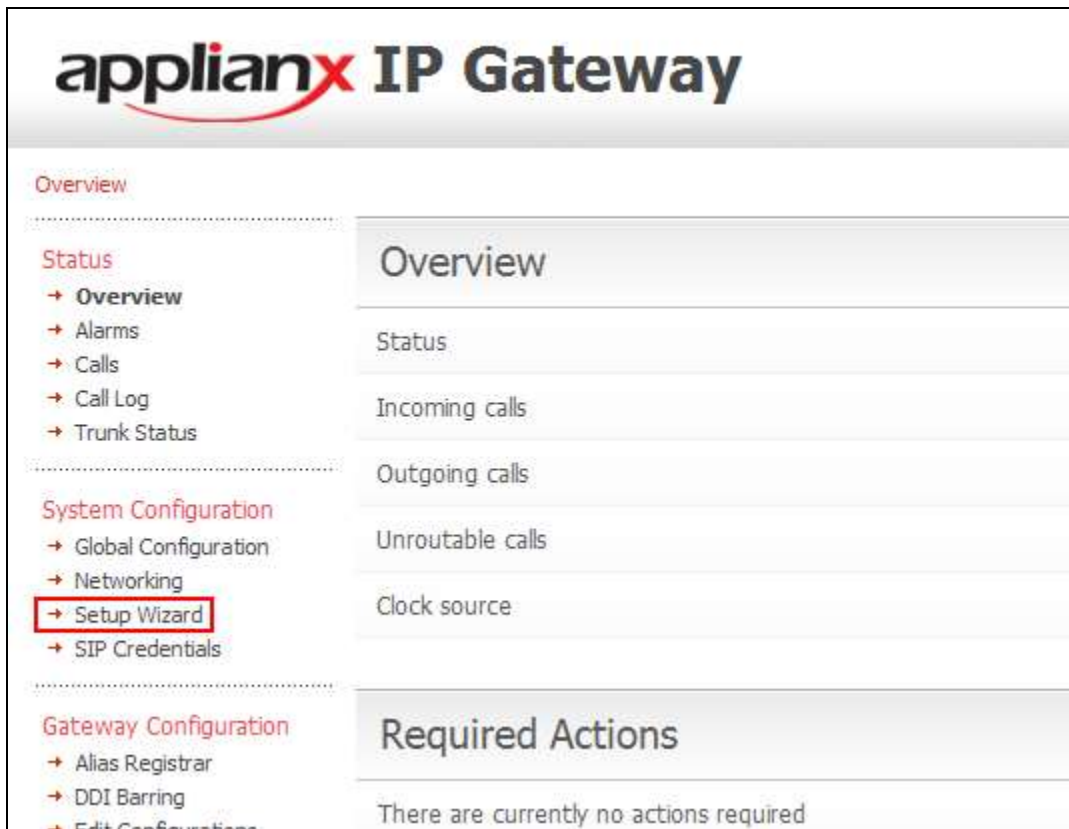 applianx IP Gateway
Overview
Status
Overview
Alarms
Calls
Call Log
Trunk Status
System Configuration
Global Configuration
Networking
Setup Wizard
SIP Credentials
Gateway Configuration
Alias Registrar
DDI Barring
Edit Configurations
Overview
Status
Incoming calls
Outgoing calls
Unroutable calls
Clock source
Required Actions
There are currently no actions required